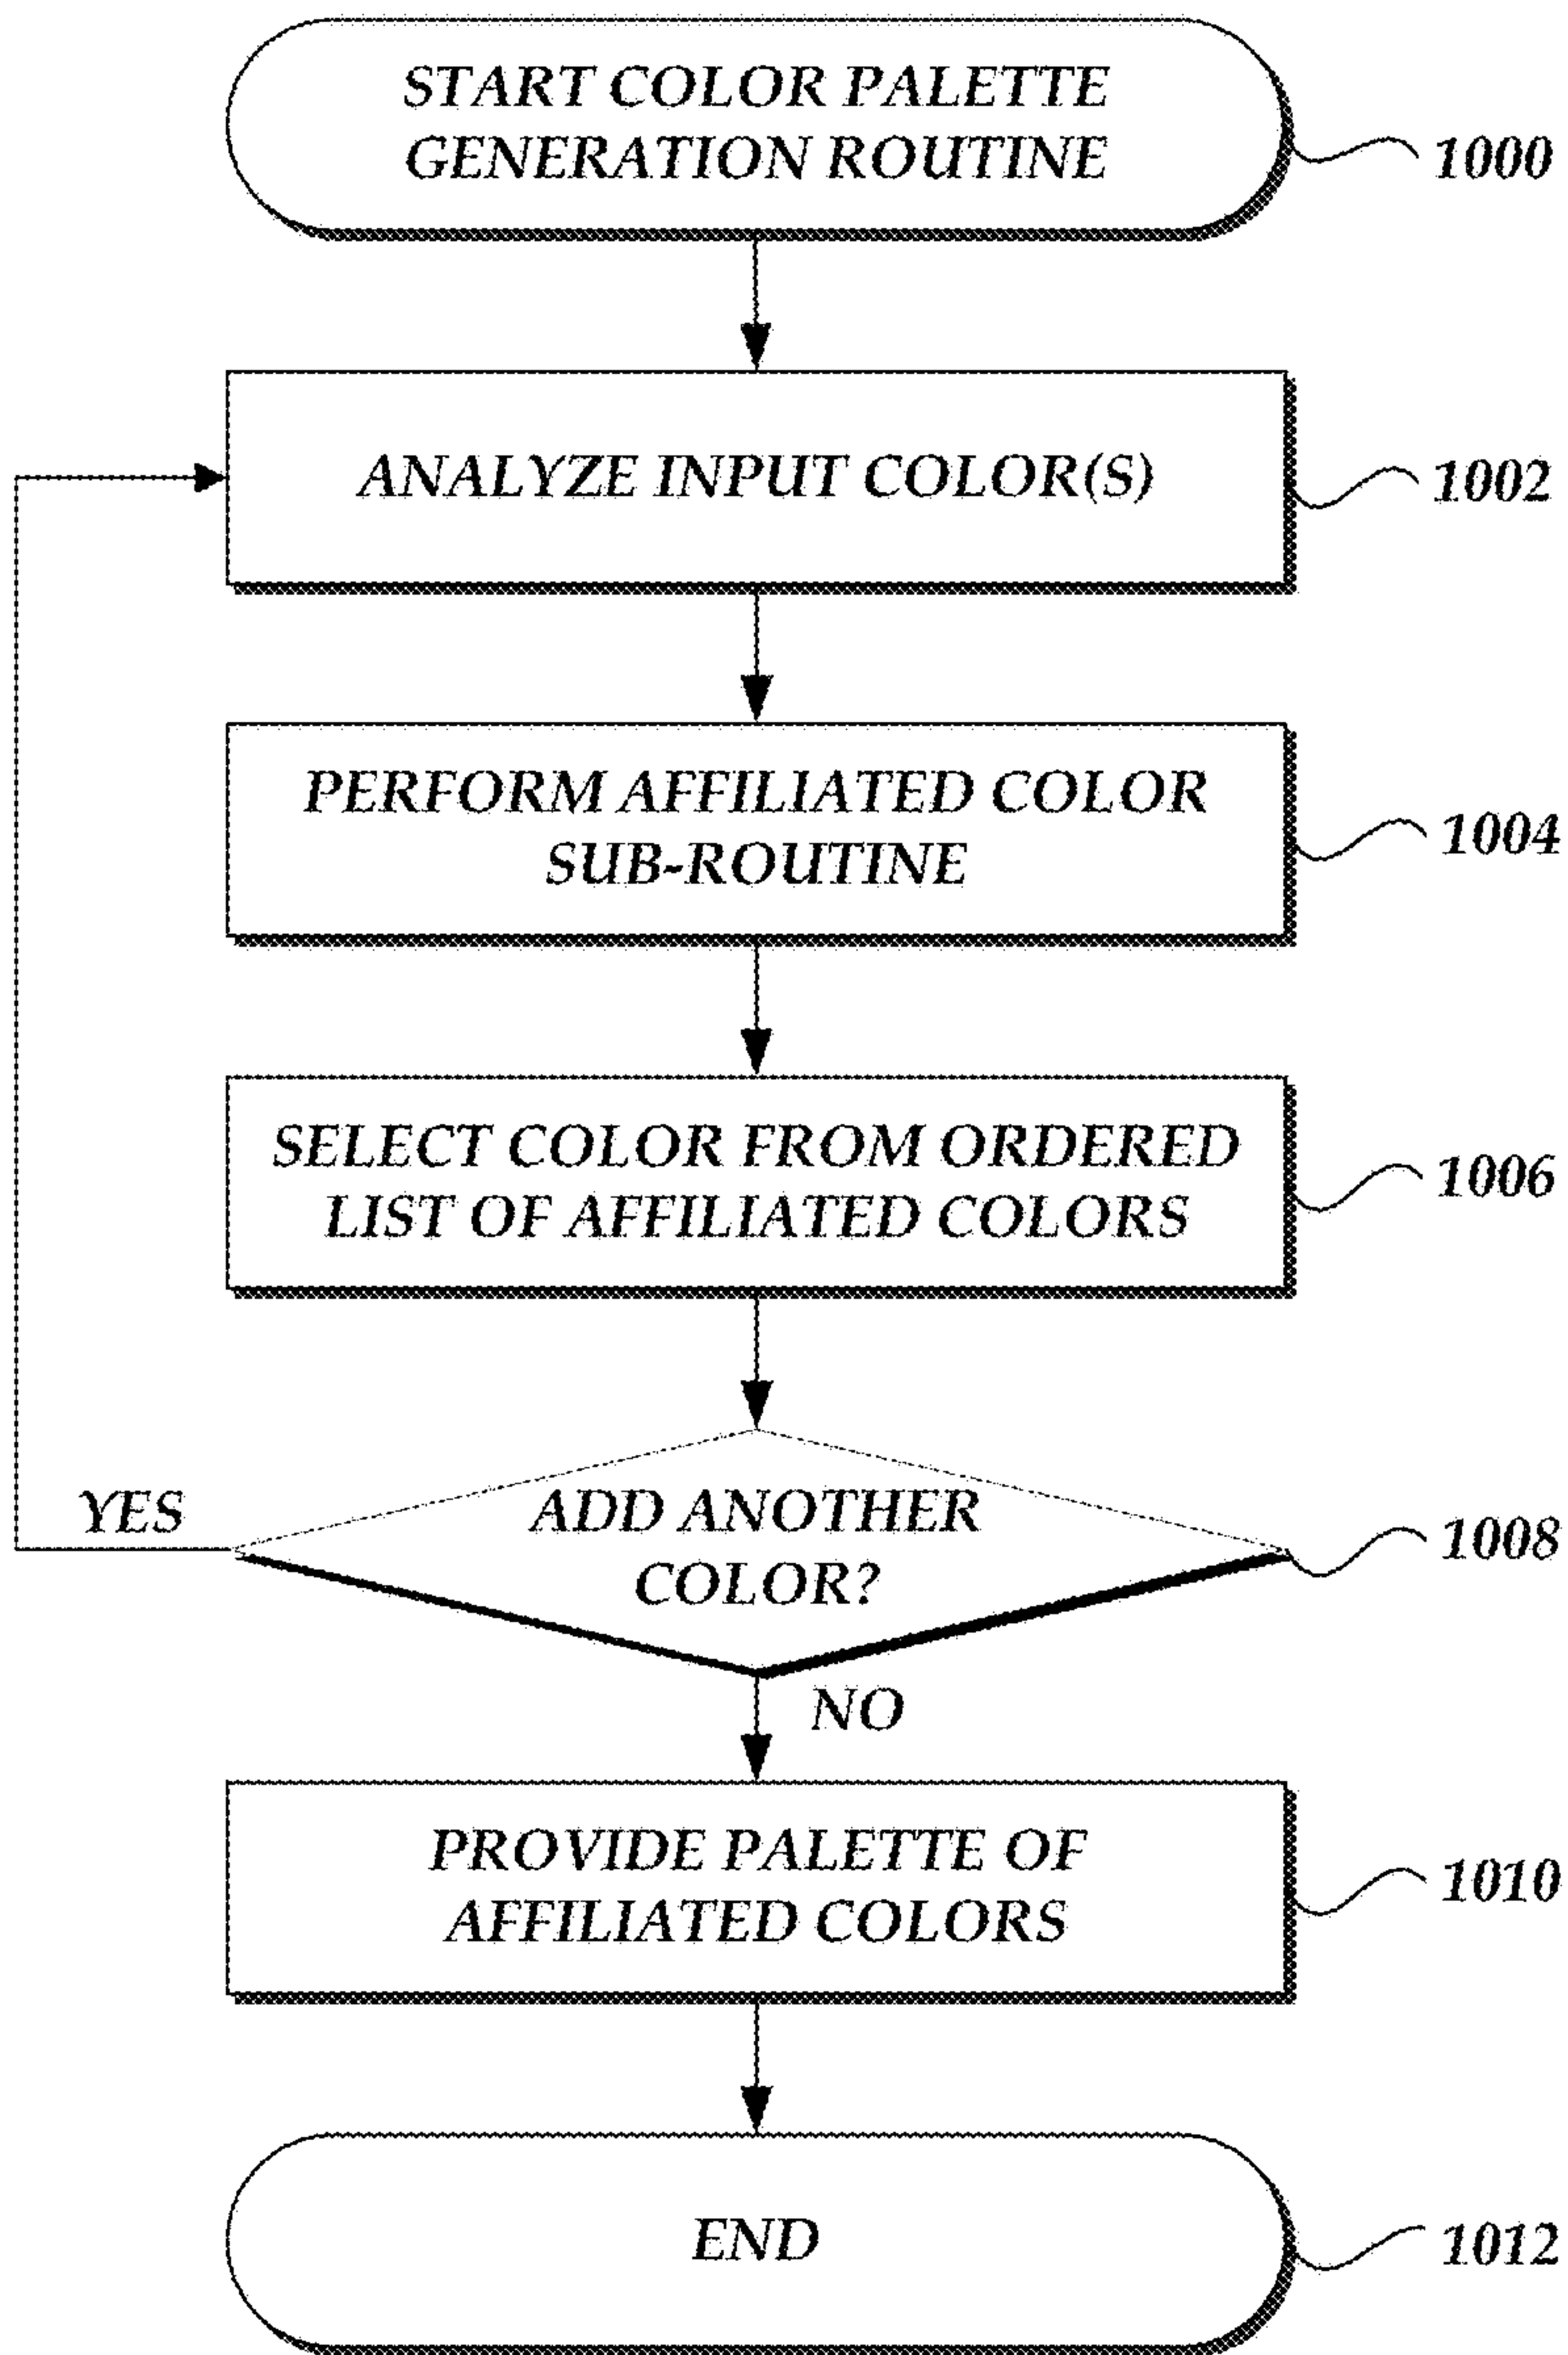 START COLOR PALETTE
GENERATION ROUTINE
1000
ANALYZE INPUT COLOR(S)
1002
PERFORM AFFILIATED COLOR
SUB-ROUTINE
1004
SELECT COLOR FROM ORDERED
LIST OF AFFILIATED COLORS
1006
YES
ADD ANOTHER
COLOR?
1008
NO
PROVIDE PALETTE OF
AFFILIATED COLORS
1010
END
1012